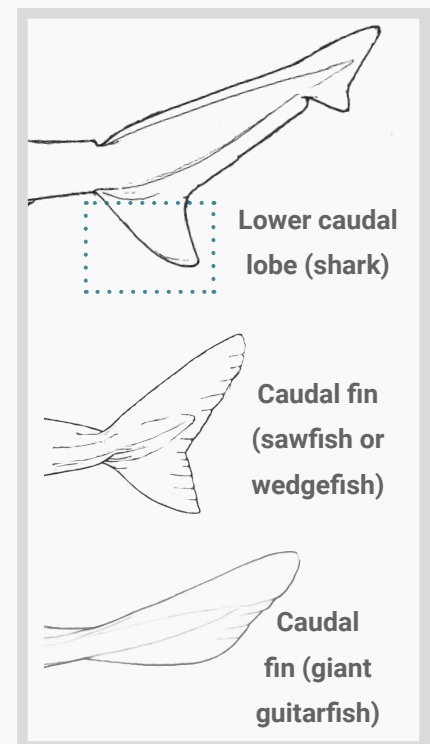 Lower caudal
lobe (shark)
Caudal fin
(sawfish or
wedgefish)
Caudal
fin (giant
guitarfish)